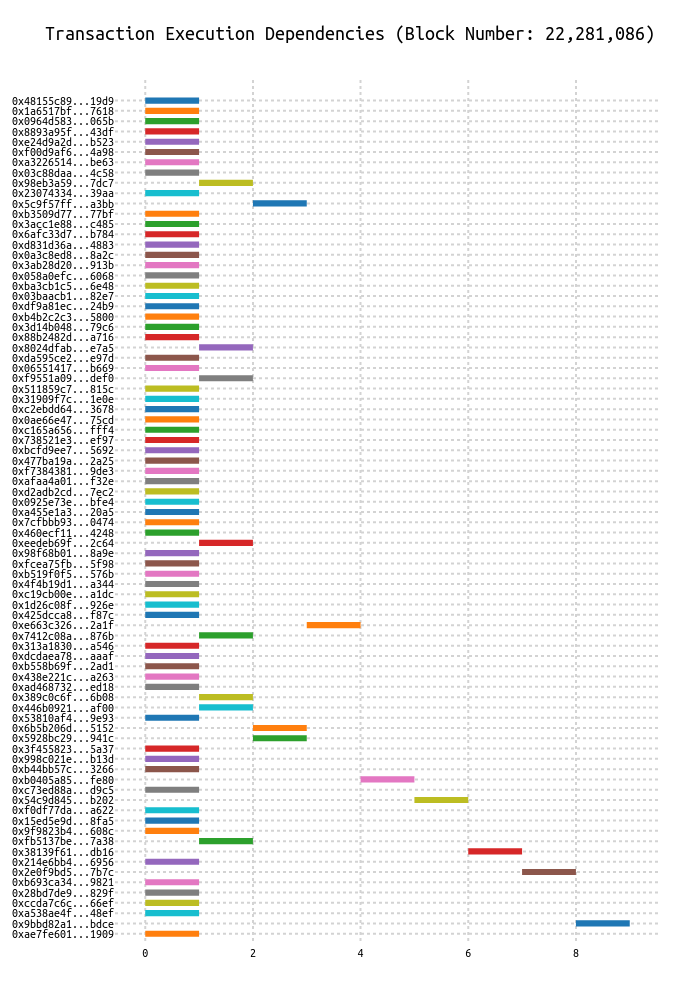 Transaction Execution Dependencies (Block Number: 22,281,086)
0x48155c89...19d9
0x1a6517bf...7618
0x0964d583...065b
0x8893a95f...43df
0xe24d9a2d...b523
0xf00d9af6...4a98
0xa3226514...be63
0x03c88daa...4c58
0x98eb3a59...7dc7
0x23074334...39aa
0x5c9f57ff...a3bb
0xb3509d77...77bf
0x3acc1e88...c485
0x6afc33d7...b784
0xd831d36a...4883
0x0a3c8ed8...8a2c
0x3ab28d20...913b
0x058a0efc...6068
0xba3cb1c5...6e48
0x03baacb1...82e7
0xdf9a81ec...24b9
0xb4b2c2c3...5800
0x3d14b048...79c6
0x88b2482d...a716
0x8024dfab...e7a5
0xda595ce2...e97d
0x06551417...b669
0xf9551a09...def0
0x511859c7...815c
0x31909f7c...1e0e
0xc2ebdd64...3678
0x0ae66e47...75cd
0xc165a656...fff4
0x738521e3...ef97
0xbcfd9ee7...5692
0x477ba19a...2a25
0xf7384381...9de3
0xafaa4a01...f32e
0xd2adb2cd...7ec2
0x0925e73e...bfe4
0xa455e1a3...20a5
0x7cfbbb93...0474
0x460ecf11...4248
0xeedeb69f...2c64
0x98f68b01...8a9e
0xfcea75fb...5f98
0xb519f0f5...576b
0x4f4b19d1...a344
0xc19cb00e...a1dc
0x1d26c08f...926e
0x425dcca8...f87c
0xe663c326...2a1f
0x7412c08a...876b
0x313a1830...a546
0xdcdaea78...aaaf
0xb558b69f...2ad1
0x438e221c...a263
0xad468732...ed18
0x389c0c6f...6b08
0x446b0921...af00
0x53810af4...9e93
0x6b5b206d...5152
0x5928bc29...941c
0x3f455823...5a37
0x998c021e...b13d
0xb44bb57c...3266
0xb0405a85...fe80
0xc73ed88a...d9c5
0x54c9d845...b202
0xf0df77da...a622
0x15ed5e9d...8fa5
0x9f9823b4...608c
0xfb5137be...7a38
0x38139f61...db16
0x214e6bb4...6956
0x2e0f9bd5...7b7c
0xb693ca34...9821
0x28bd7de9...829f
0xccda7c6c...66ef
0xa538ae4f...48ef
0x9bbd82a1...bdce
0xae7fe601...1909
0 2 4 6 8